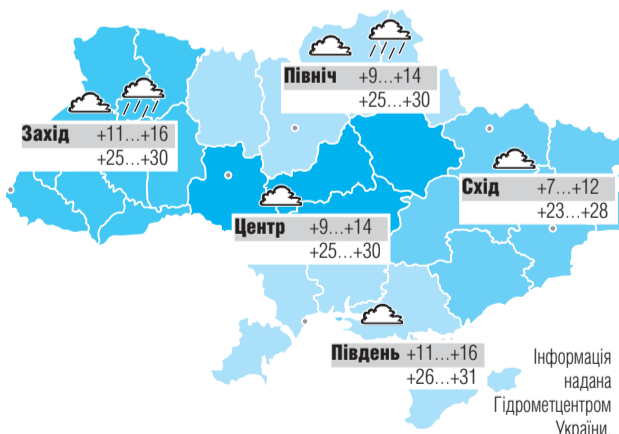 Північ +9...+14
+25...+30
Захід +11...+16
+25...+30
Схід +7...+12
+23...+28
Центр +9...+14
+25...+30
Південь +11...+16
+26...+31
Інформація
надана
Гідрометцентром
України.